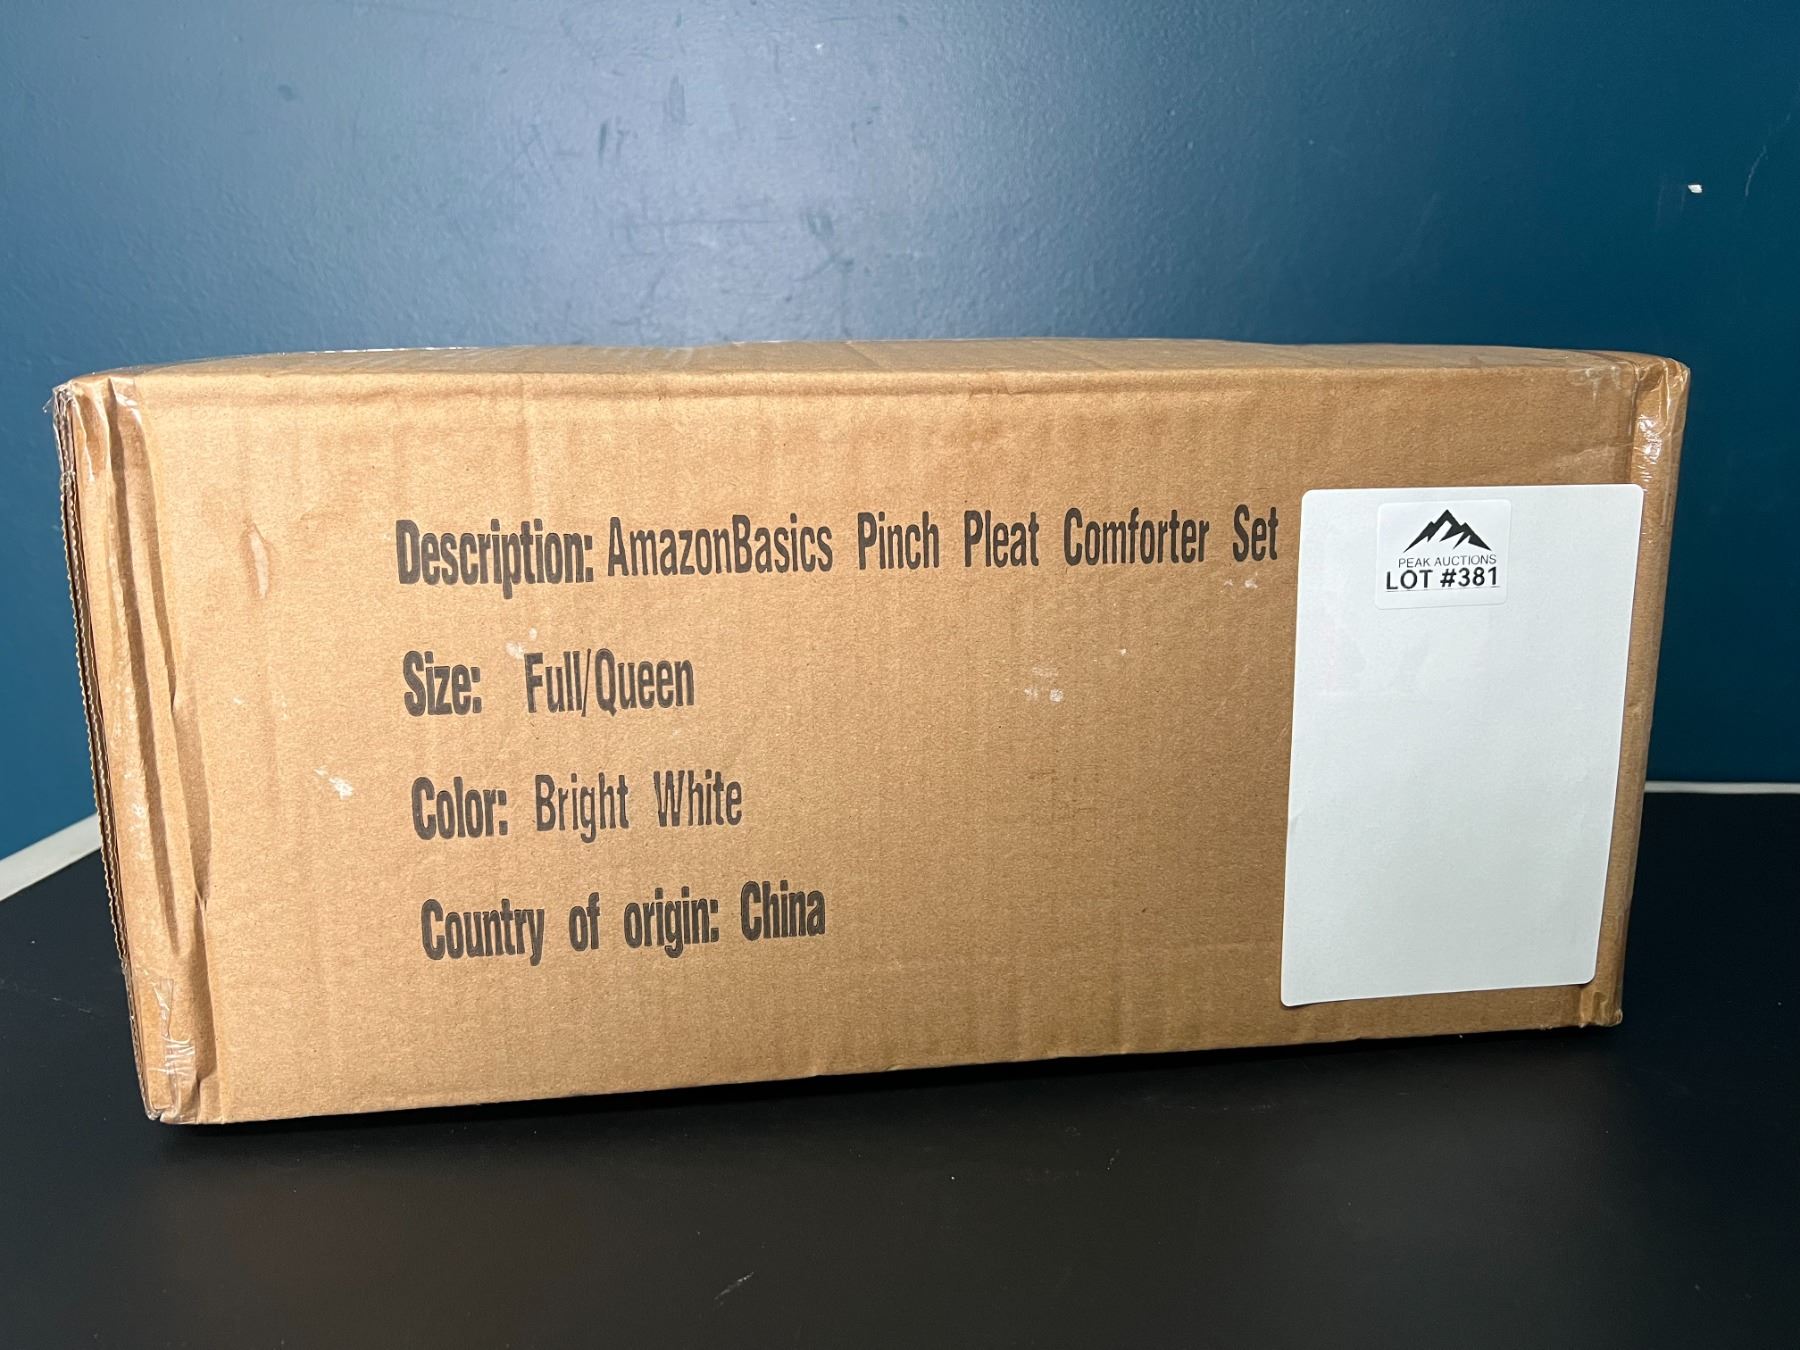 Description: AmazonBasics Pinch Pleat Comforter Set
Size: Full/Queen
Color: Bright White
Country of origin: China
PEAK AUCTIONS
LOT #381